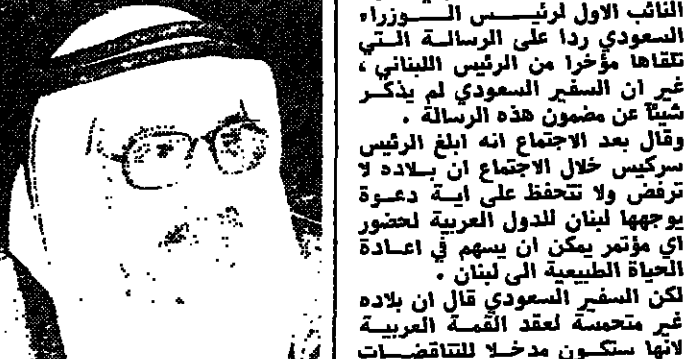 النائب الاول لرئيس الوزراء
السعودي ردا على الرسالة التي
تلقاها مؤخرا من الرئيس اللبناني ،
غير ان السفير السعودي لم يذكر
شيئاً عن مضمون هذه الرسالة .
وقال بعد الاجتماع انه ابلغ الرئيس
سركيس خلال الاجتماع ان بلاده لا
ترفض ولا تتحفظ على اية دعوة
يوجهها لبنان للدول العربية لحضور
اي مؤتمر يمكن ان يسهم في اعادة
الحياة الطبيعية الى لبنان .
لكن السفير السعودي قال ان بلاده
غير متحمسة لعقد القمة العربية
لانها ستكون مدخلا للتناقضات